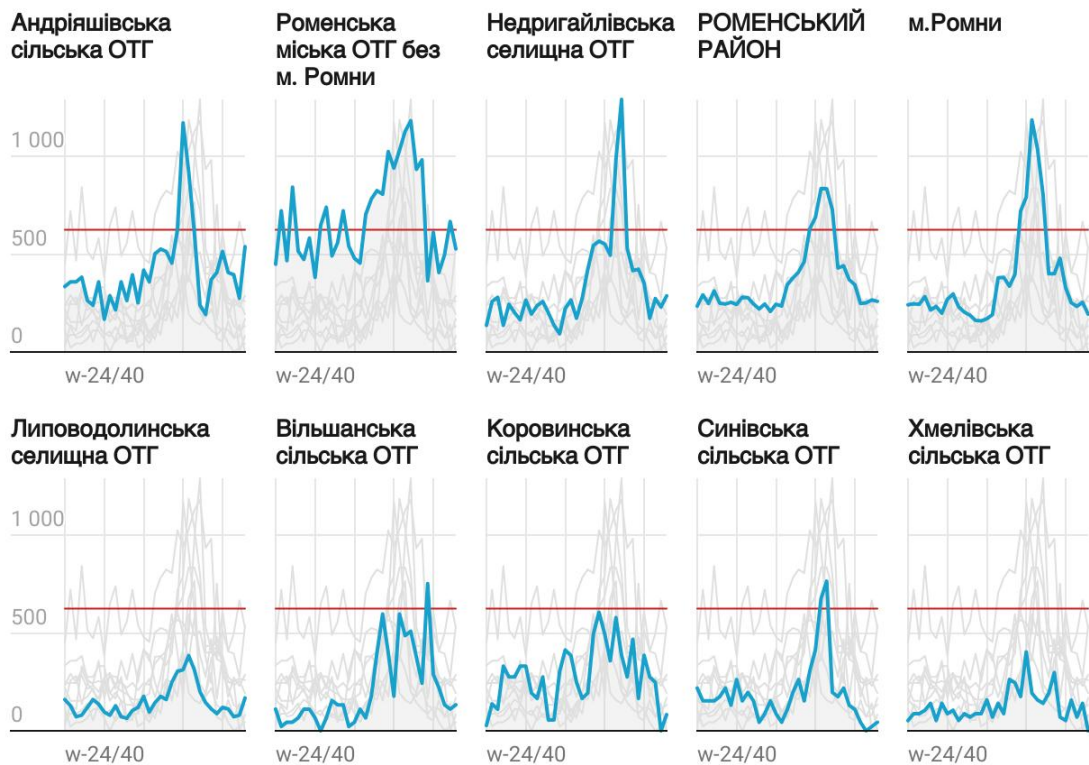 Андріяшівська
сільська ОТГ
Роменська
міська ОТГ без
м. Ромни
Недригайлівська
селищна ОТГ
РОМЕНСЬКИЙ
РАЙОН
м.Ромни
1 000
500
0
w-24/40
w-24/40
w-24/40
w-24/40
w-24/40
Липоводолинська
селищна ОТГ
Вільшанська
сільська ОТГ
Коровинська
сільська ОТГ
Синівська
сільська ОТГ
Хмелівська
сільська ОТГ
1 000
500
0
w-24/40
w-24/40
w-24/40
w-24/40
w-24/40